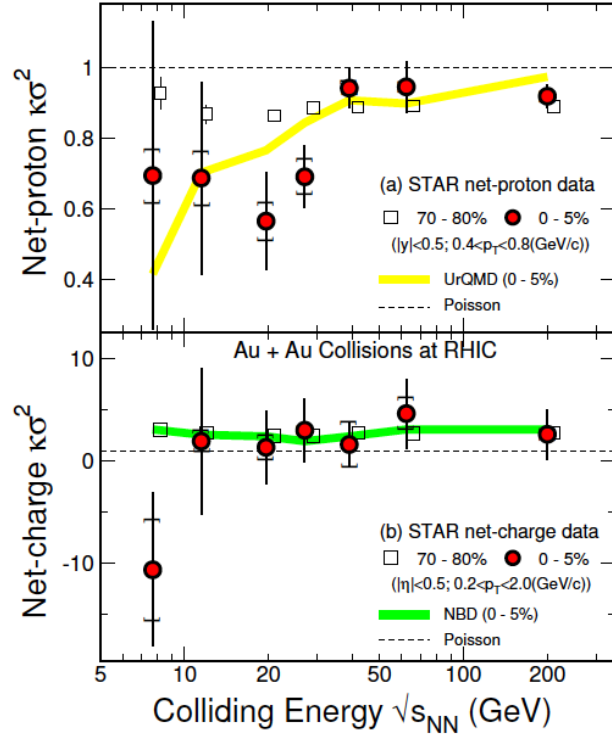 Net-proton κσ²
1
0.8
0.6
0.4
(a) STAR net-proton data
70 - 80% 0 - 5%
(|y|<0.5; 0.4<p_T<0.8(GeV/c))
UrQMD (0 - 5%)
Poisson
Net-charge κσ²
10
0
-10
Au + Au Collisions at RHIC
(b) STAR net-charge data
70 - 80% 0 - 5%
(|η|<0.5; 0.2<p_T<2.0(GeV/c))
NBD (0 - 5%)
Poisson
5 10 20 50 100 200
Colliding Energy √s_NN (GeV)